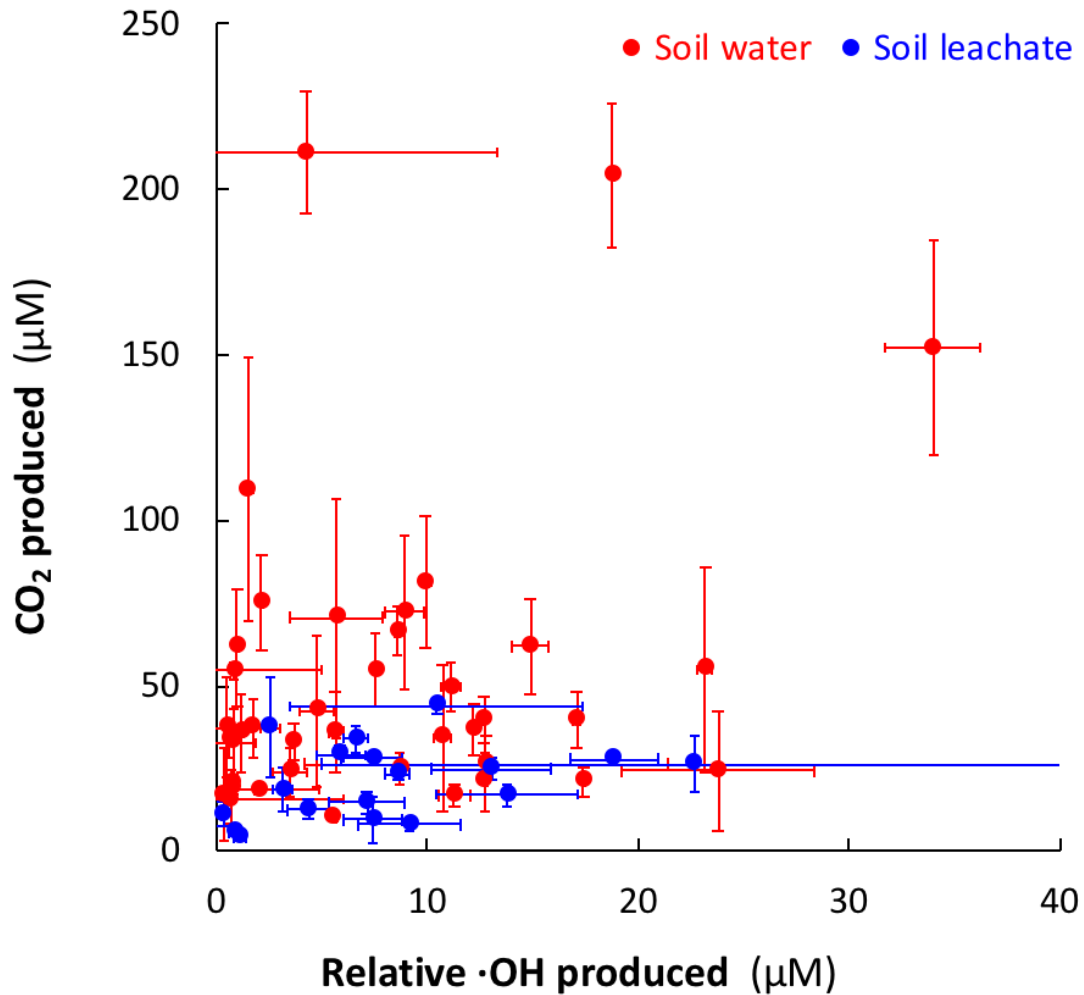 250
Soil water Soil leachate
200
150
100
50
0
CO₂ produced (µM)
0 10 20 30 40
Relative ·OH produced (µM)